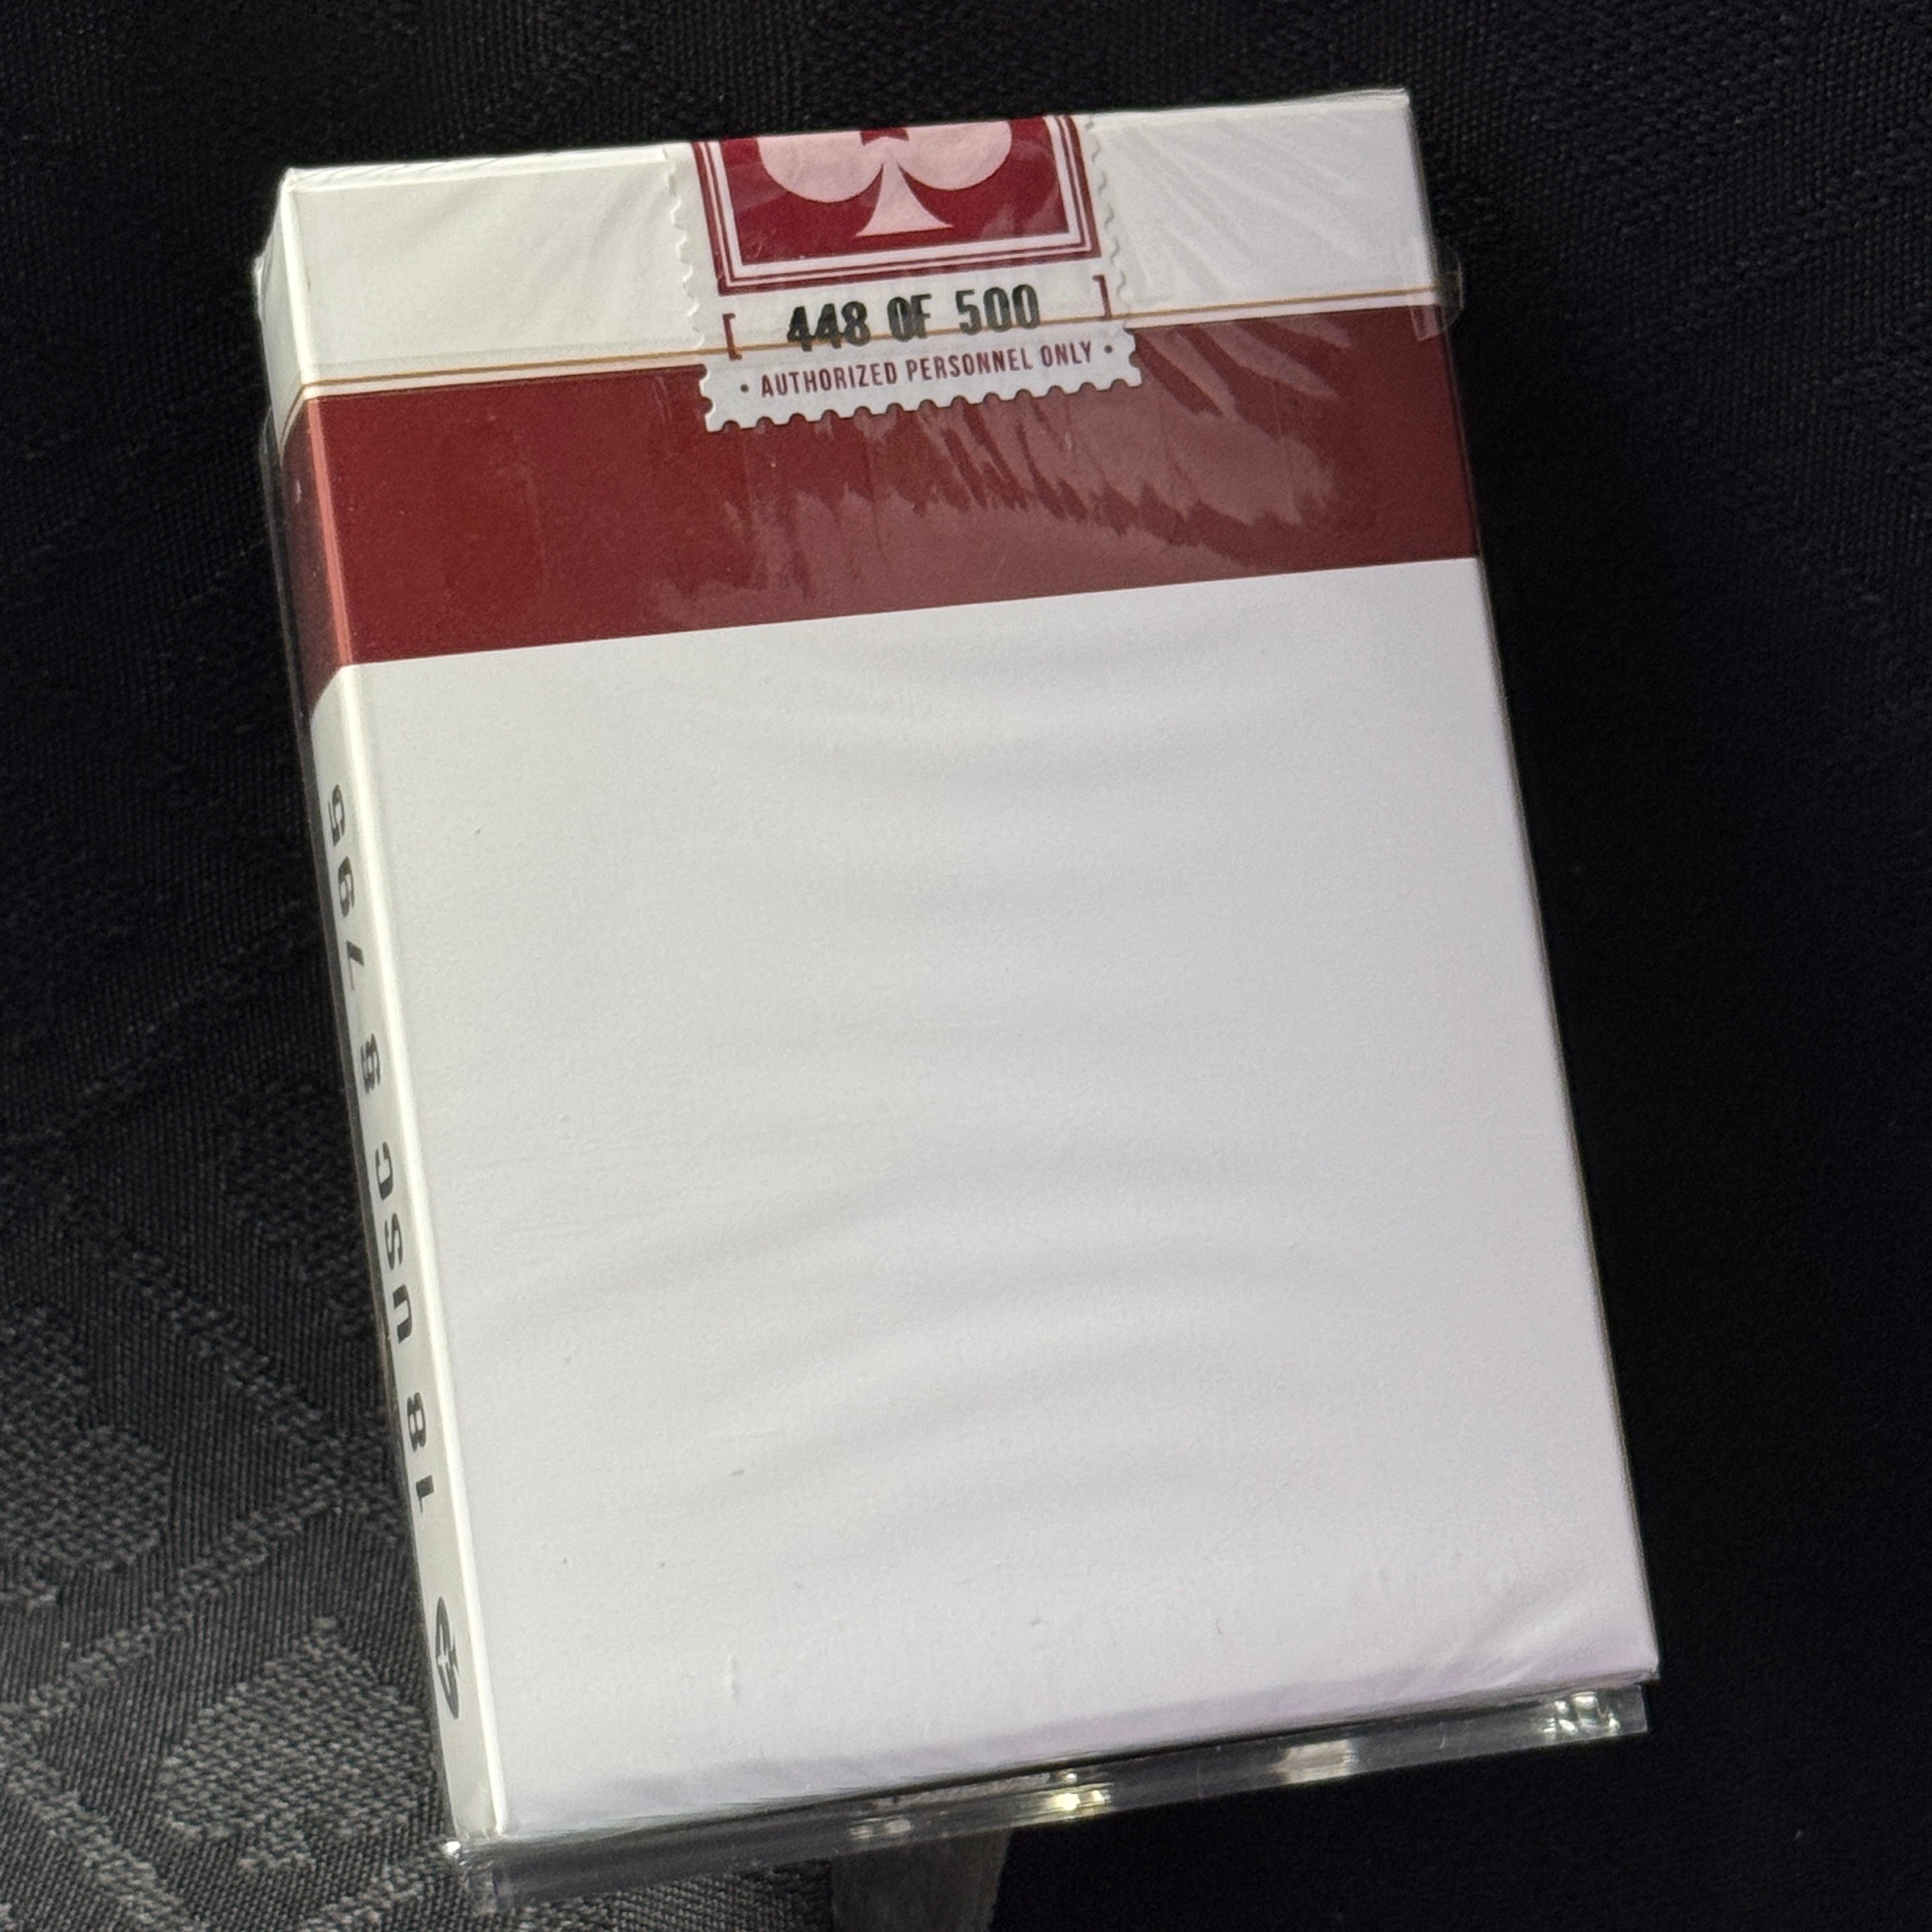 448 OF 500
• AUTHORIZED PERSONNEL ONLY •
18 USC § 795